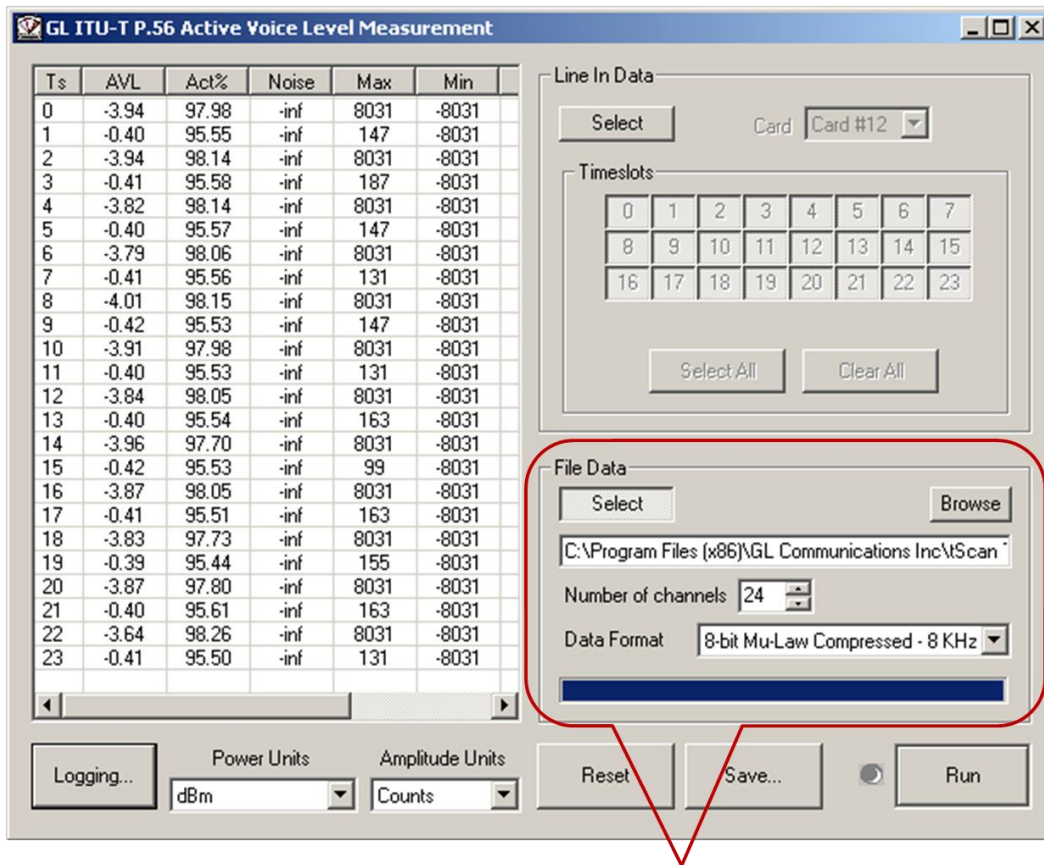 GL ITU-T P.56 Active Voice Level Measurement
Ts AVL Act% Noise Max Min
0 -3.94 97.98 -inf 8031 -8031
1 -0.40 95.55 -inf 147 -8031
2 -3.94 98.14 -inf 8031 -8031
3 -0.41 95.58 -inf 187 -8031
4 -3.82 98.14 -inf 8031 -8031
5 -0.40 95.57 -inf 147 -8031
6 -3.79 98.06 -inf 8031 -8031
7 -0.41 95.56 -inf 131 -8031
8 -4.01 98.15 -inf 8031 -8031
9 -0.42 95.53 -inf 147 -8031
10 -3.91 97.98 -inf 8031 -8031
11 -0.40 95.53 -inf 131 -8031
12 -3.84 98.05 -inf 8031 -8031
13 -0.40 95.54 -inf 163 -8031
14 -3.96 97.70 -inf 8031 -8031
15 -0.42 95.53 -inf 99 -8031
16 -3.87 98.05 -inf 8031 -8031
17 -0.41 95.51 -inf 163 -8031
18 -3.83 97.73 -inf 8031 -8031
19 -0.39 95.44 -inf 155 -8031
20 -3.87 97.80 -inf 8031 -8031
21 -0.40 95.61 -inf 163 -8031
22 -3.64 98.26 -inf 8031 -8031
23 -0.41 95.50 -inf 131 -8031
Line In Data
Select Card Card #12
Timeslots
0 1 2 3 4 5 6 7
8 9 10 11 12 13 14 15
16 17 18 19 20 21 22 23
Select All Clear All
File Data
Select Browse
C:\Program Files (x86)\GL Communications Inc\tScan
Number of channels 24
Data Format 8-bit Mu-Law Compressed - 8 KHz
Logging...
Power Units
dBm
Amplitude Units
Counts
Reset Save... Run